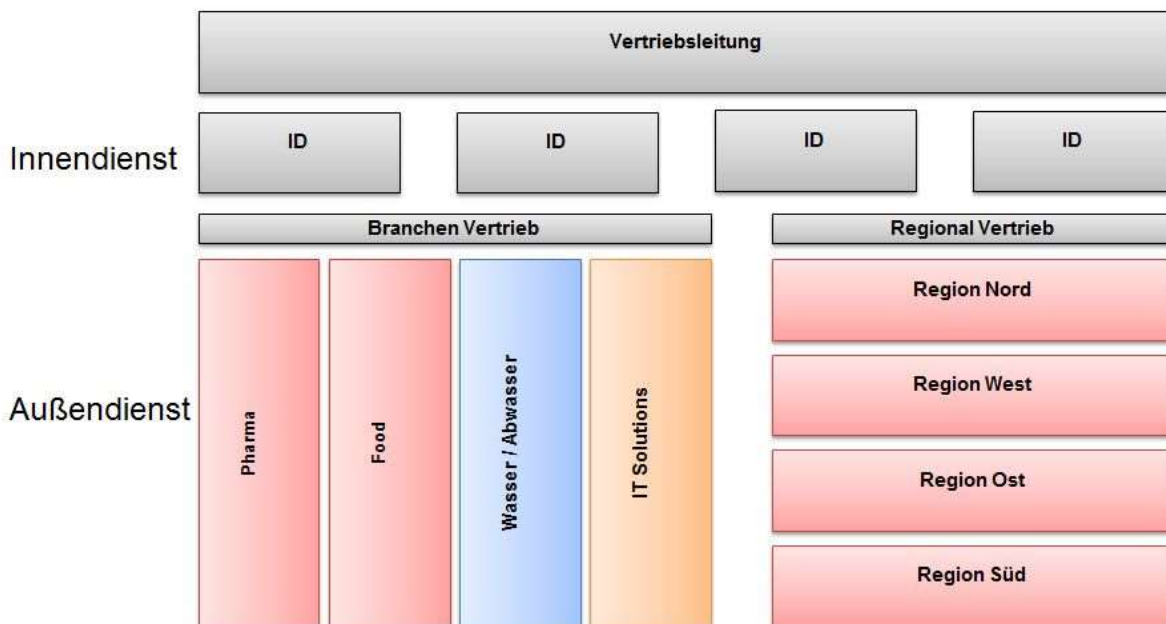 Vertriebsleitung
Innendienst
ID
ID
ID
ID
Branchen Vertrieb
Regional Vertrieb
Außendienst
Pharma
Food
Wasser / Abwasser
IT Solutions
Region Nord
Region West
Region Ost
Region Süd